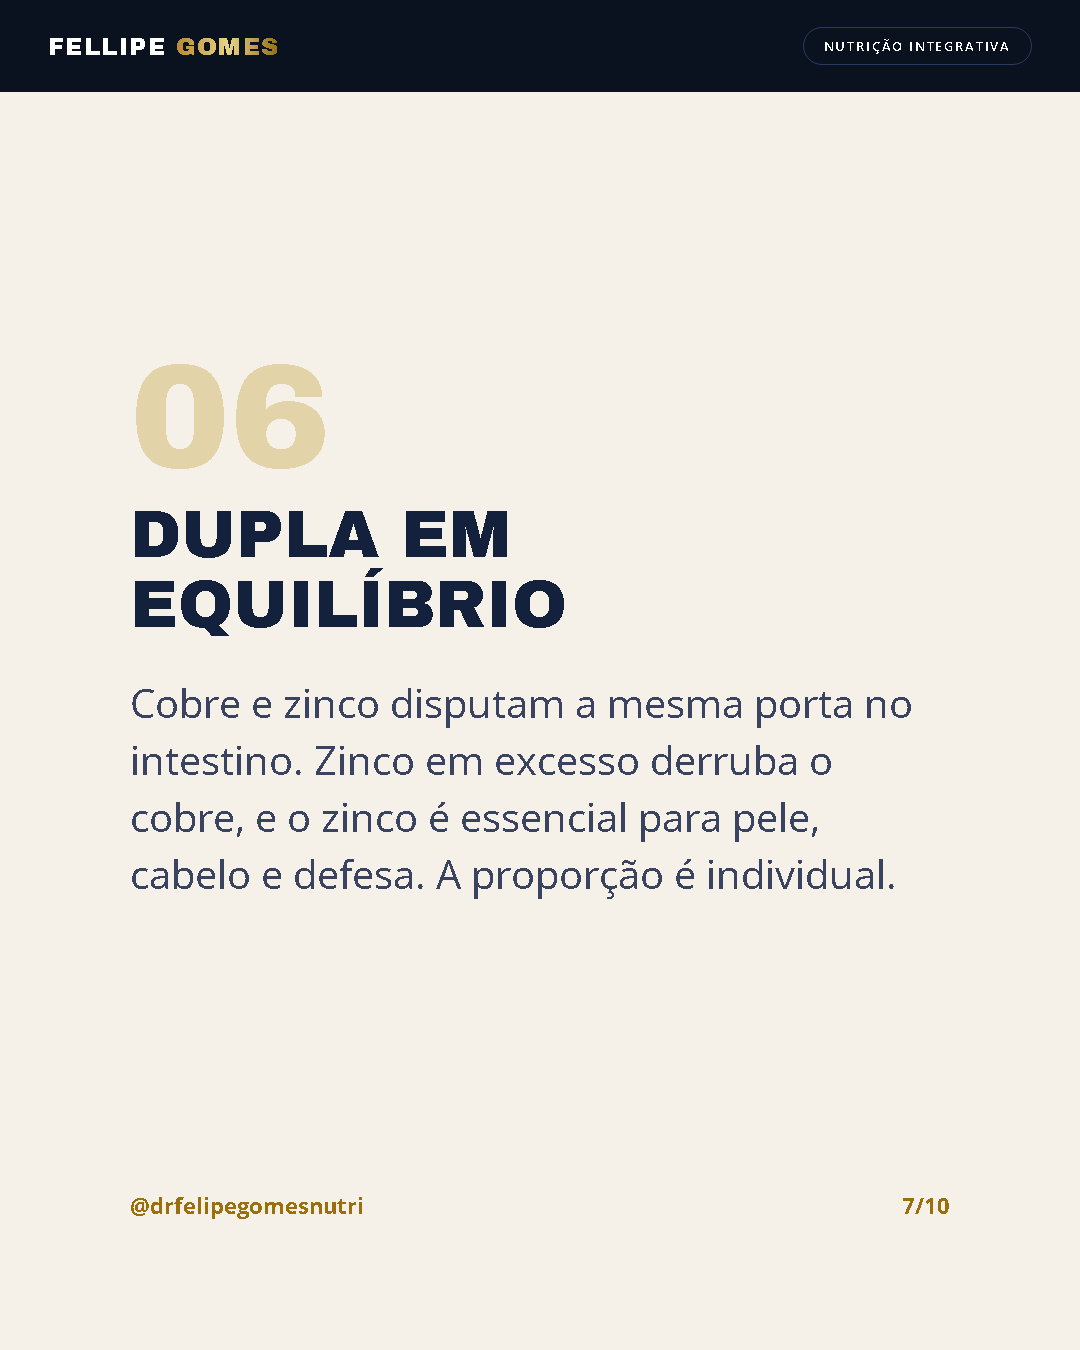 FELLIPE GOMES
NUTRIÇÃO INTEGRATIVA
06
DUPLA EM
EQUILÍBRIO
Cobre e zinco disputam a mesma porta no
intestino. Zinco em excesso derruba o
cobre, e o zinco é essencial para pele,
cabelo e defesa. A proporção é individual.
@drfelipegomesnutri
7/10